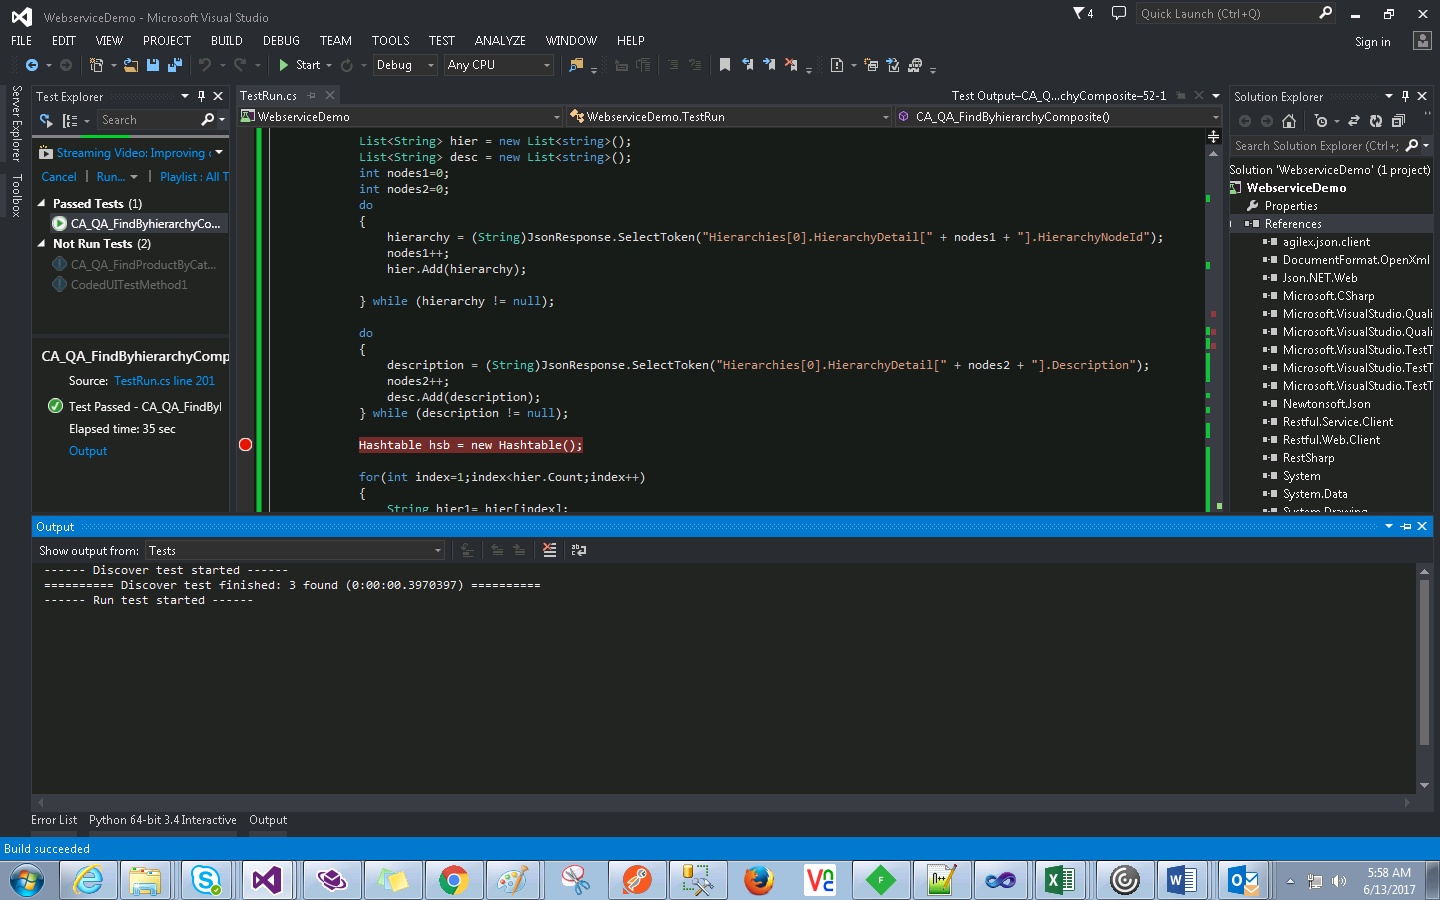 WebserviceDemo - Microsoft Visual Studio
4
Quick Launch (Ctrl+Q)
FILE EDIT VIEW PROJECT BUILD DEBUG TEAM TOOLS TEST ANALYZE WINDOW HELP
Sign in
Start Debug Any CPU
Server Explorer
Toolbox
Test Explorer
Search
Streaming Video: Improving
Cancel Run... Playlist : All T
Passed Tests (1)
CA_QA_FindByhierarchyCo...
Not Run Tests (2)
CA_QA_FindProductByCat...
CodedUITestMethod1
CA_QA_FindByhierarchyComp
Source: TestRun.cs line 201
Test Passed - CA_QA_FindByl
Elapsed time: 35 sec
Output
TestRun.cs
Test Output–CA_Q...chyComposite–52-1
WebserviceDemo
WebserviceDemo.TestRun
CA_QA_FindByhierarchyComposite()
List<String> hier = new List<string>();
List<String> desc = new List<string>();
int nodes1=0;
int nodes2=0;
do
{
hierarchy = (String)JsonResponse.SelectToken("Hierarchies[0].HierarchyDetail[" + nodes1 + "].HierarchyNodeId");
nodes1++;
hier.Add(hierarchy);
} while (hierarchy != null);
do
{
description = (String)JsonResponse.SelectToken("Hierarchies[0].HierarchyDetail[" + nodes2 + "].Description");
nodes2++;
desc.Add(description);
} while (description != null);
Hashtable hsb = new Hashtable();
for(int index=1;index<hier.Count;index++)
{
String hier1= hier[index];
Solution Explorer
Search Solution Explorer (Ctrl+;
Solution 'WebserviceDemo' (1 project)
WebserviceDemo
Properties
References
agilex.json.client
DocumentFormat.OpenXml
Json.NET.Web
Microsoft.CSharp
Microsoft.VisualStudio.Quali
Microsoft.VisualStudio.Quali
Microsoft.VisualStudio.TestT
Microsoft.VisualStudio.TestT
Microsoft.VisualStudio.TestT
Newtonsoft.Json
Restful.Service.Client
Restful.Web.Client
RestSharp
System
System.Data
System.Drawing
Output
Show output from: Tests
------ Discover test started ------
========== Discover test finished: 3 found (0:00:00.3970397) ==========
------ Run test started ------
Error List Python 64-bit 3.4 Interactive Output
Build succeeded
5:58 AM
6/13/2017